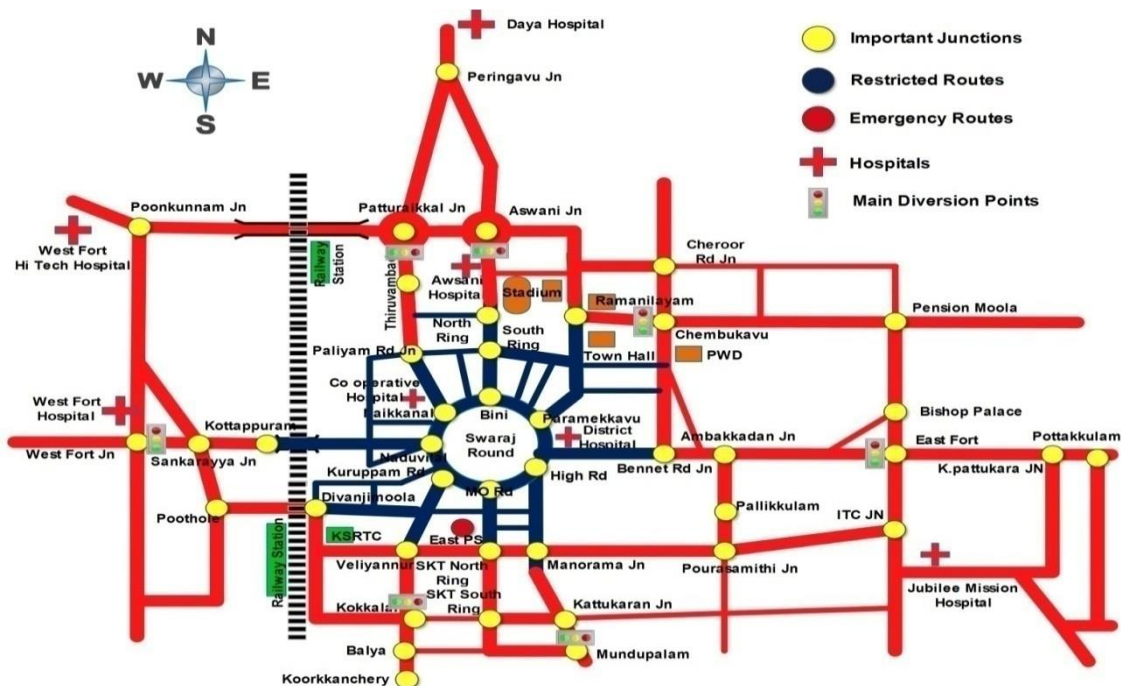 Daya Hospital
Important Junctions
N
Peringavu Jn
W
E
Restricted Routes
S
Emergency Routes
Hospitals
Main Diversion Points
Poonkunnam Jn
Patturaikkal Jn
Aswani Jn
West Fort
Hi Tech Hospital
Railway
Station
Thiruvambadi
Awsani
Hospital
Stadium
Cheroor
Rd Jn
Ramanilayam
Pension Moola
North
Ring
South
Ring
Chembukavu
Paliyam Rd Jn
Town Hall
PWD
Co operative
Hospital
West Fort
Hospital
Naikkanal
Bini
Paramekkavu
Bishop Palace
Kottappuram
Swaraj
Round
District
Hospital
Ambakkadan Jn
East Fort
Pottakkulam
West Fort Jn
Sankarayya Jn
Naduvilal
Bennet Rd Jn
K.pattukara JN
Kuruppam Rd
High Rd
MO Rd
Divanjimoola
Poothole
Pallikkulam
ITC JN
KSRTC
East PS
Railway Station
Veliyannur
SKT North
Ring
Manorama Jn
Pourasamithi Jn
SKT South
Ring
Jubilee Mission
Hospital
Kokkalai
Kattukaran Jn
Balya
Mundupalam
Koorkkanchery